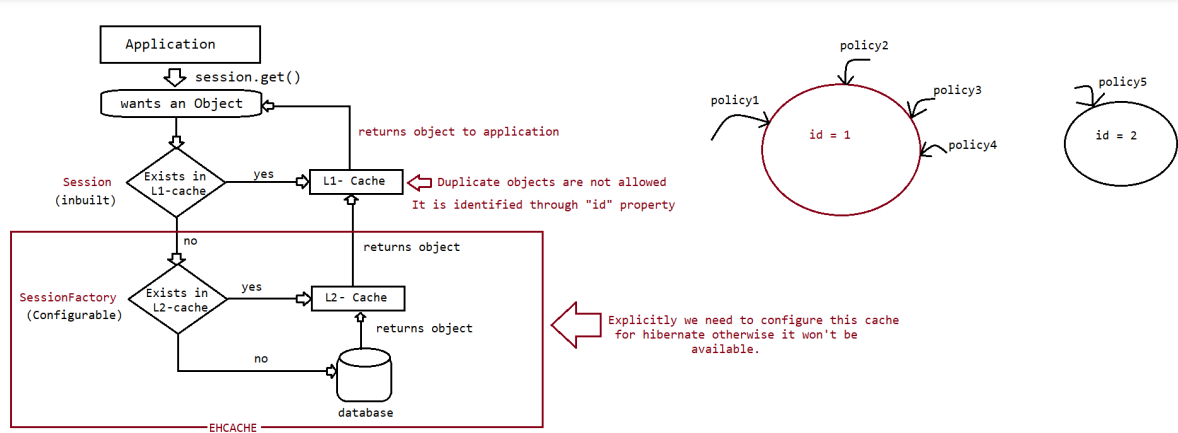 Application
session.get()
wants an Object
returns object to application
Exists in
L1-cache
yes
L1- Cache
Session
(inbuilt)
Duplicate objects are not allowed
It is identified through "id" property
no
returns object
Exists in
L2-cache
yes
L2- Cache
SessionFactory
(Configurable)
returns object
no
database
EHCACHE
Explicitly we need to configure this cache
for hibernate otherwise it won't be
available.
policy1
policy2
policy3
policy4
id = 1
policy5
id = 2